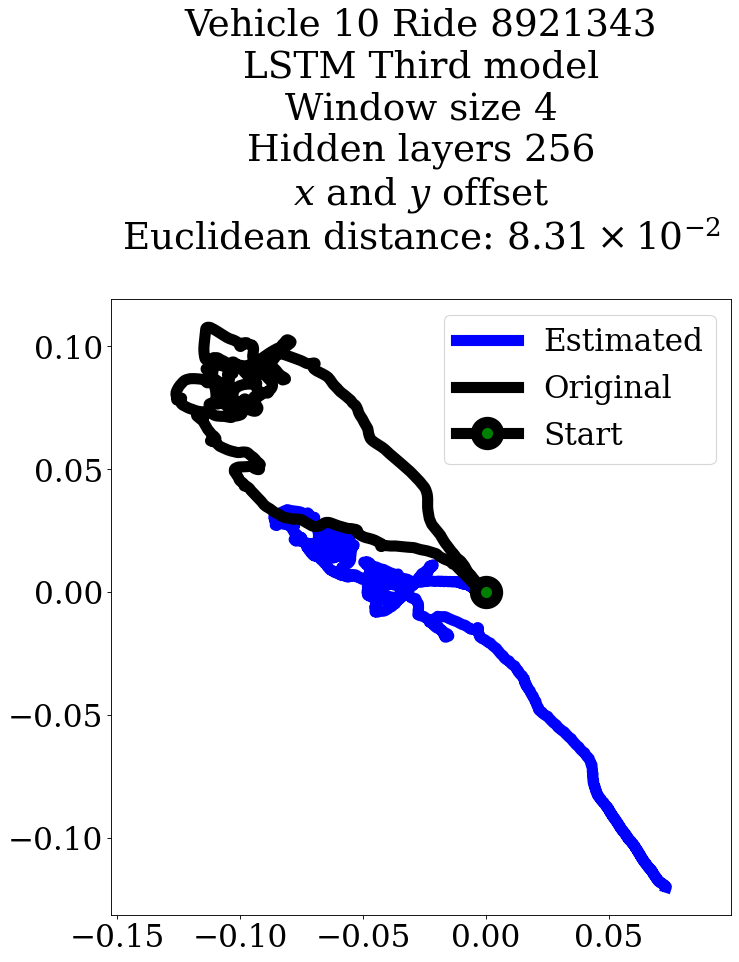 Vehicle 10 Ride 8921343
LSTM Third model
Window size 4
Hidden layers 256
x and y offset
Euclidean distance: 8.31 × 10⁻²
Estimated
Original
Start
0.10
0.05
0.00
−0.05
−0.10
−0.15 −0.10 −0.05 0.00 0.05